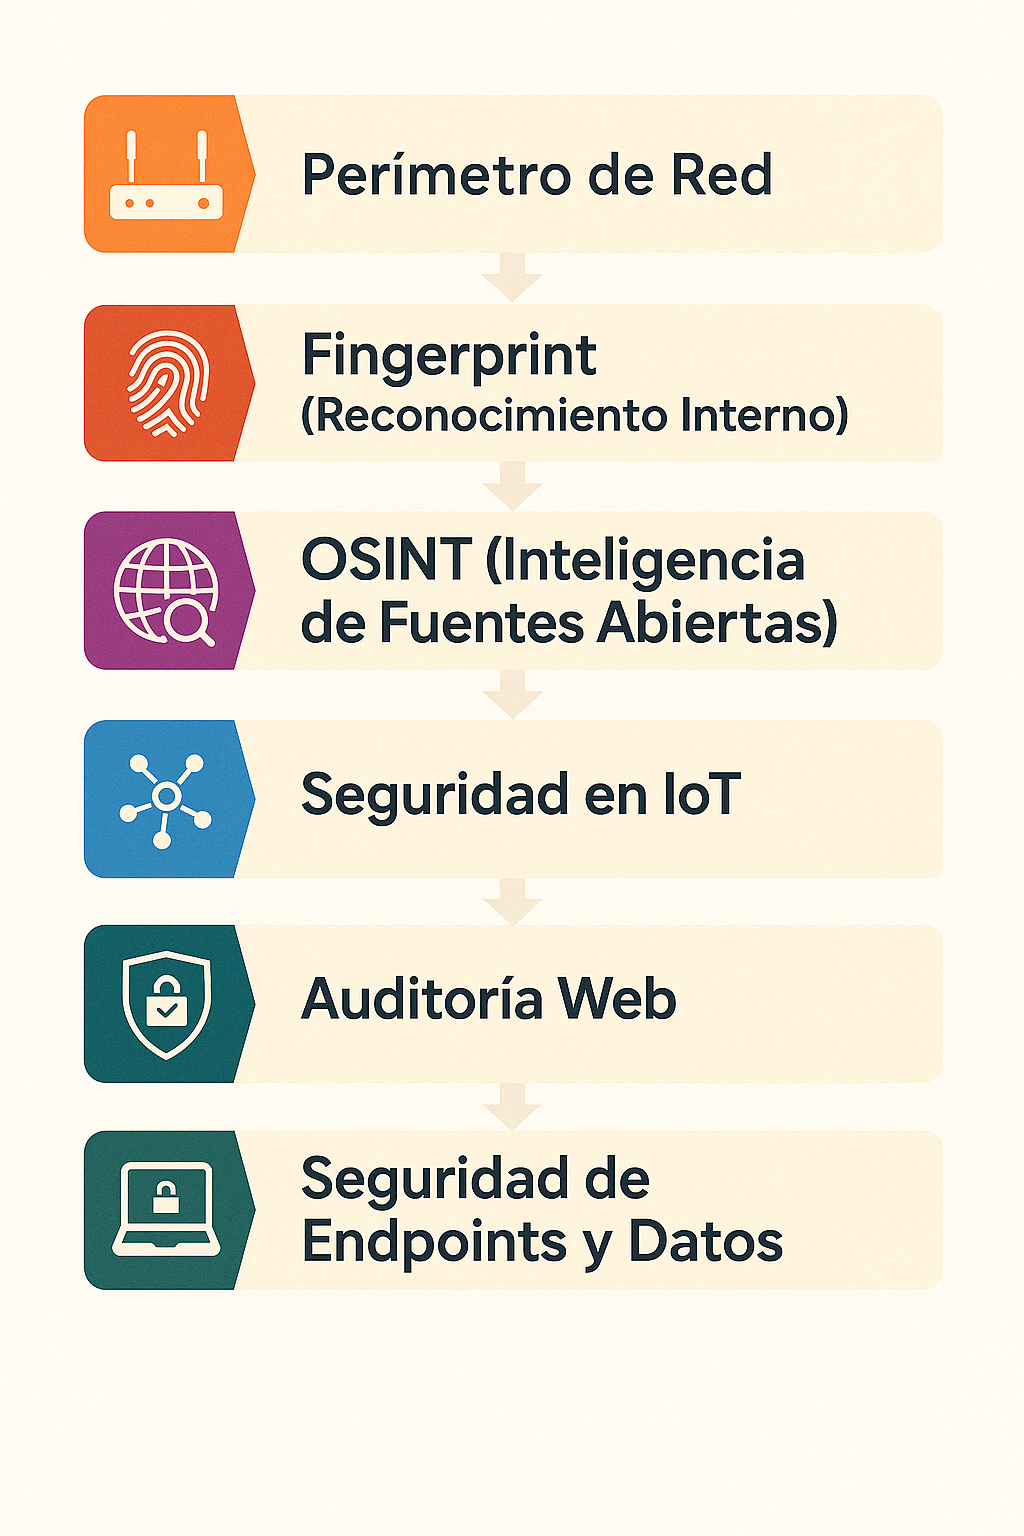 Perímetro de Red
Fingerprint
(Reconocimiento Interno)
OSINT (Inteligencia
de Fuentes Abiertas)
Seguridad en IoT
Auditoría Web
Seguridad de
Endpoints y Datos